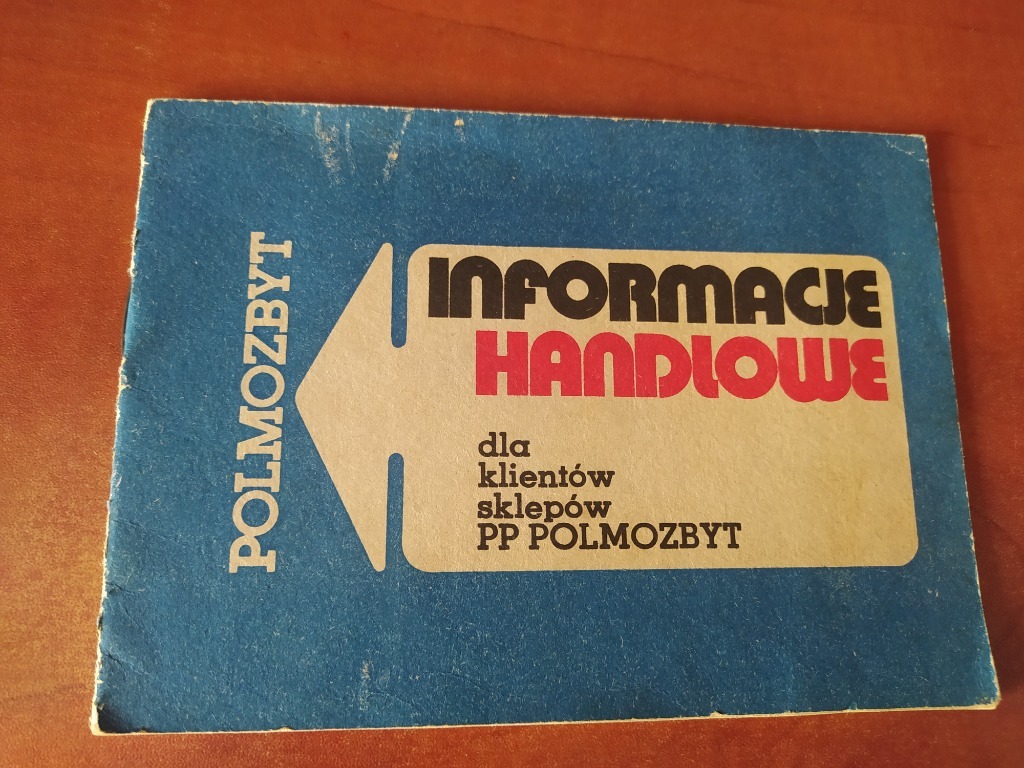 POLMOZBYT
INFORMACJE
HANDLOWE
dla
klientów
sklepów
PP POLMOZBYT